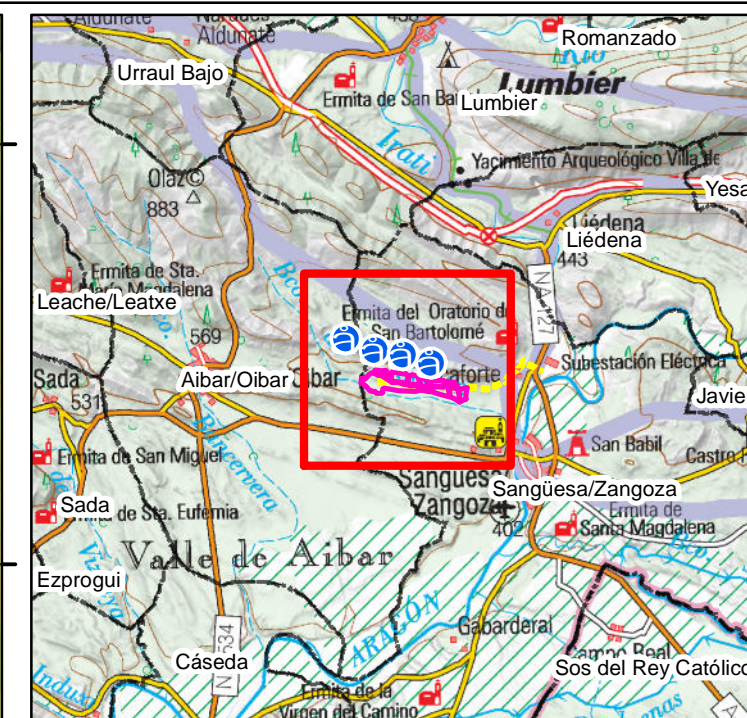 Aldunate
Romanzado
Urraul Bajo
Lumbier
Ermita de San Ba
Lumbier
Irati
Yacimiento Arqueológico Villa de
Yesa
Olaz
883
Liédena
Liédena
443
Ermita de Sta.
María Magdalena
Leache/Leatxe
NA-127
Ermita del Oratorio de
San Bartolomé
569
Subestación Eléctrica
Sada
Aibar/Oibar
531
Javie
Ermita de San Miguel
San Babil
Castro
Sangüesa/
Zangoza
Sangüesa/Zangoza
Sada
Ermita de Sta. Eufemia
402
Ermita de
Santa Magdalena
Valle de Aibar
Ezprogui
ARAGÓN
Gabarderal
Cáseda
Campo Real
Sos del Rey Católico
Ermita de la
Virgen del Camino